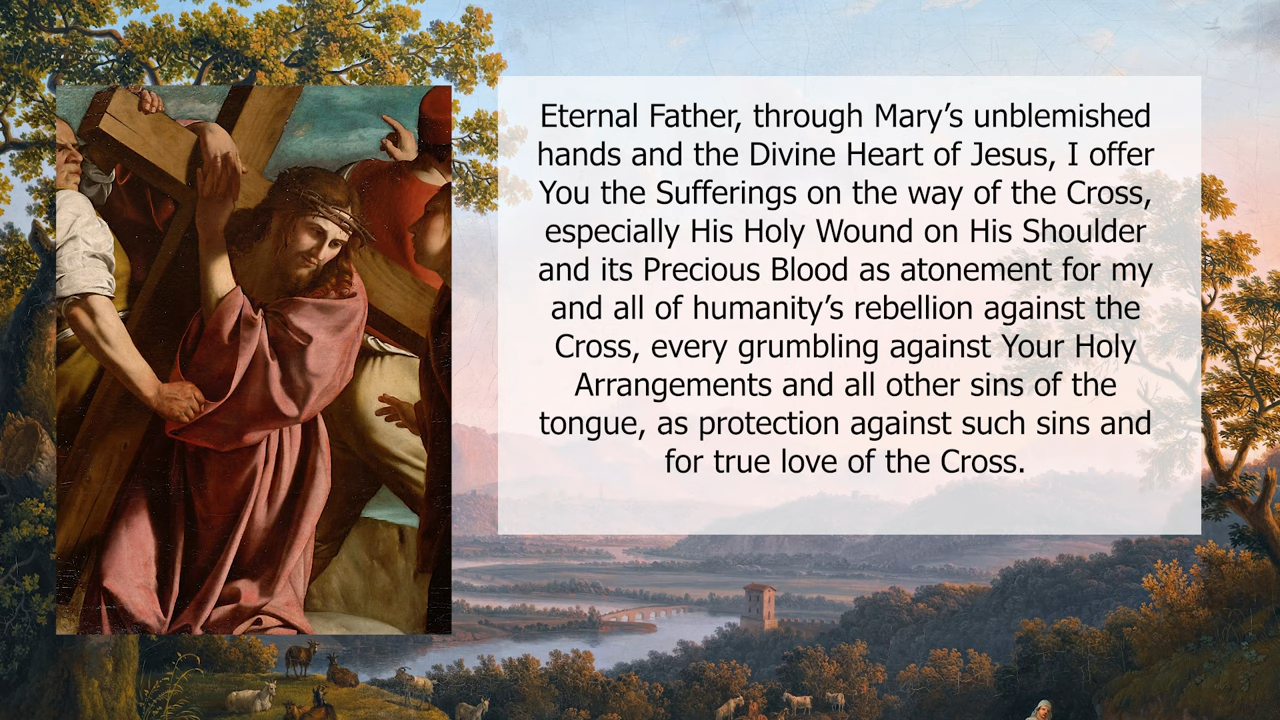 Eternal Father, through Mary’s unblemished
hands and the Divine Heart of Jesus, I offer
You the Sufferings on the way of the Cross,
especially His Holy Wound on His Shoulder
and its Precious Blood as atonement for my
and all of humanity’s rebellion against the
Cross, every grumbling against Your Holy
Arrangements and all other sins of the
tongue, as protection against such sins and
for true love of the Cross.